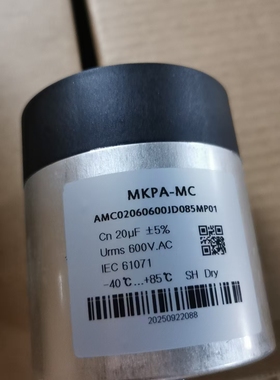 MKPA-MC
AMC02060600JD085MP01
Cn 20μF ±5%
Urms 600V.AC
IEC 61071
-40℃...+85℃ SH Dry
20250922088